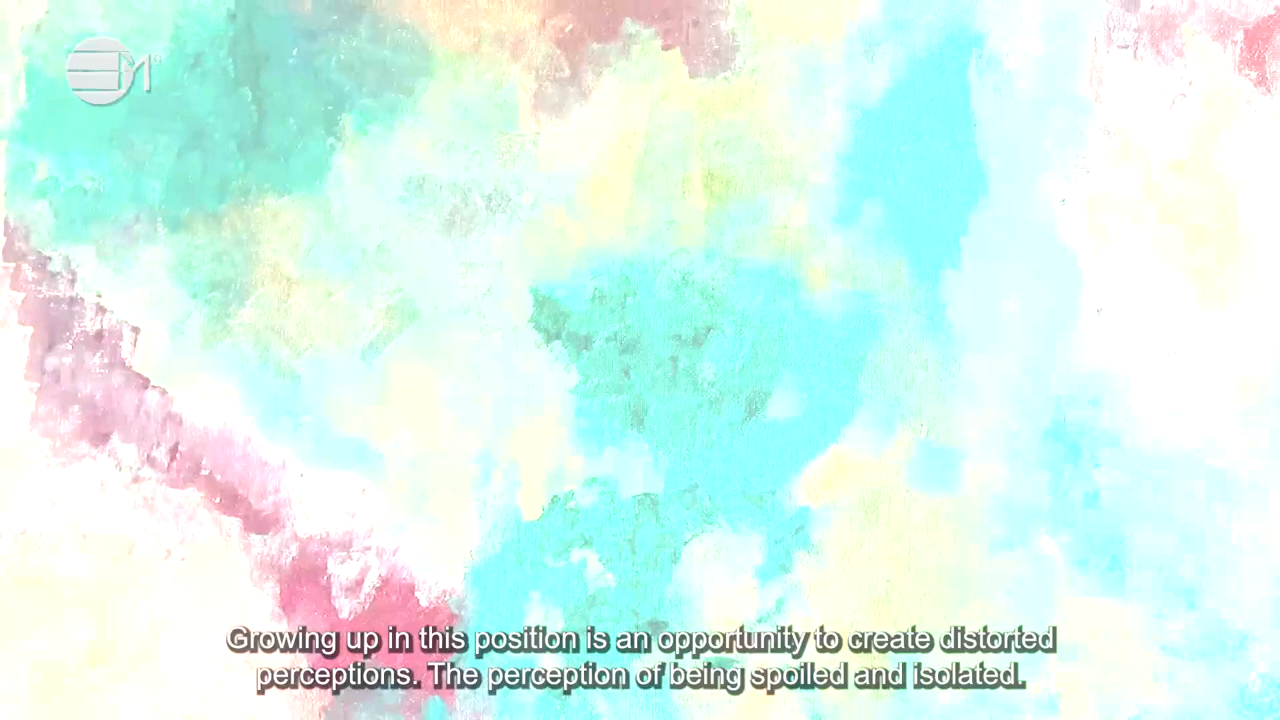 Growing up in this position is an opportunity to create distorted
perceptions. The perception of being spoiled and isolated.